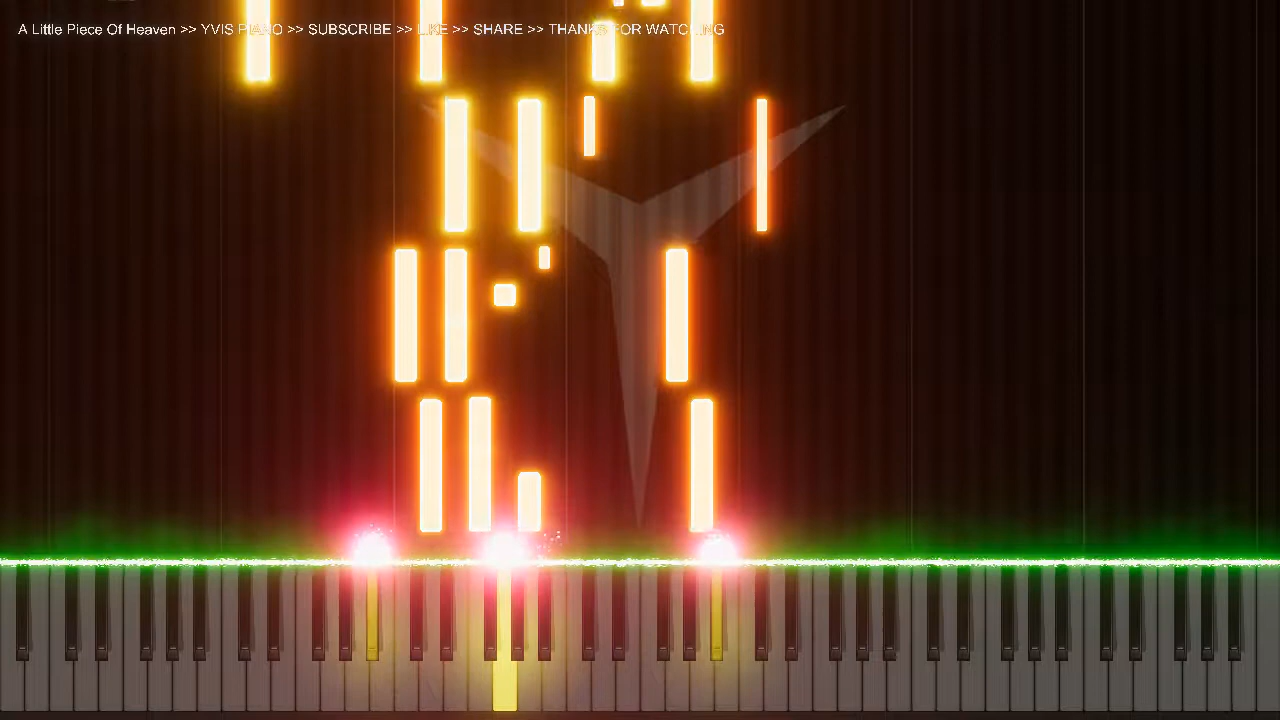 A Little Piece Of Heaven >> YVIS PIANO >> SUBSCRIBE >> LIKE >> SHARE >> THANKS FOR WATCHING